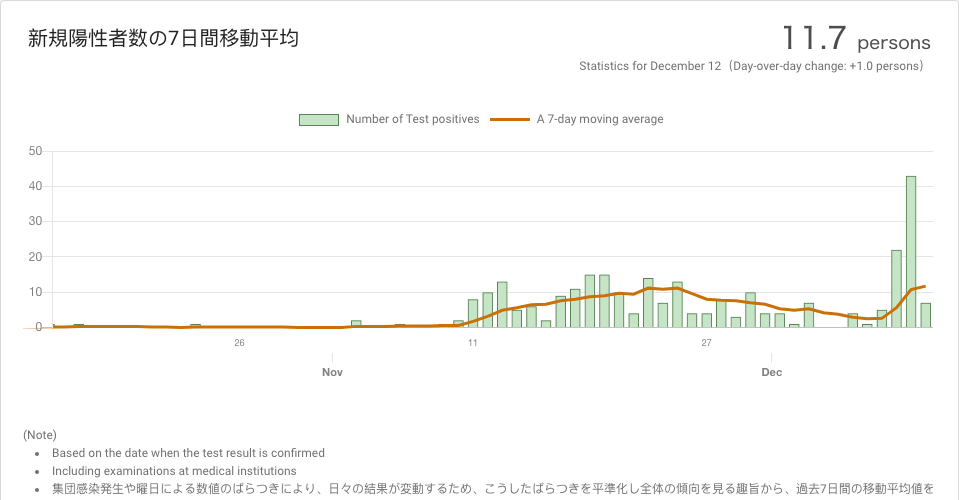 新規陽性者数の7日間移動平均
11.7 persons
Statistics for December 12（Day-over-day change: +1.0 persons）
Number of Test positives
A 7-day moving average
50
40
30
20
10
0
26
11
27
Nov
Dec
(Note)
• Based on the date when the test result is confirmed
• Including examinations at medical institutions
• 集団感染発生や曜日による数値のばらつきにより、日々の結果が変動するため、こうしたばらつきを平準化し全体の傾向を見る趣旨から、過去7日間の移動平均値を